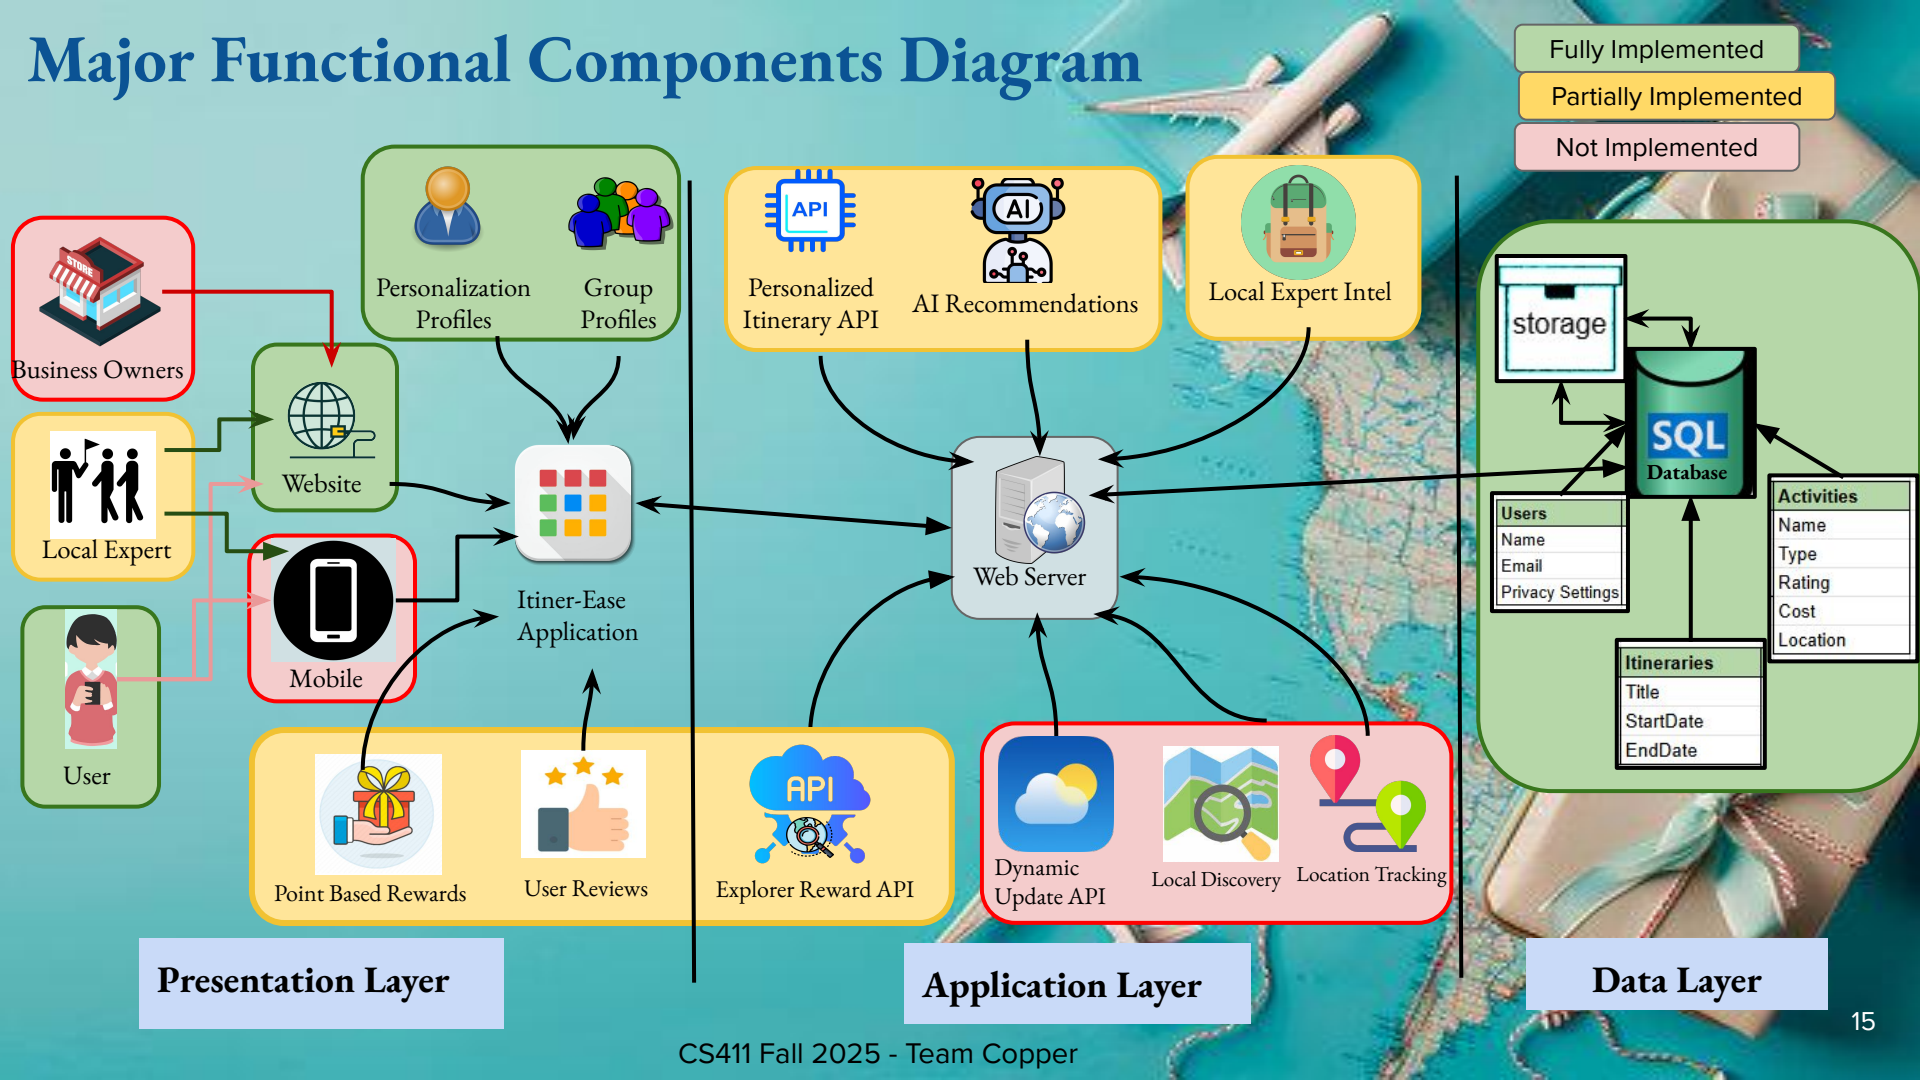 Major Functional Components Diagram
Fully Implemented
Partially Implemented
Not Implemented
STORE
Business Owners
Local Expert
User
Website
Mobile
Personalization
Profiles
Group
Profiles
Itiner-Ease
Application
Point Based Rewards
User Reviews
API
Personalized
Itinerary API
AI
AI Recommendations
Local Expert Intel
Web Server
API
Explorer Reward API
Dynamic
Update API
Local Discovery
Location Tracking
storage
SQL
Database
Users
Name
Email
Privacy Settings
Activities
Name
Type
Rating
Cost
Location
Itineraries
Title
StartDate
EndDate
Presentation Layer
Application Layer
Data Layer
15
CS411 Fall 2025 - Team Copper